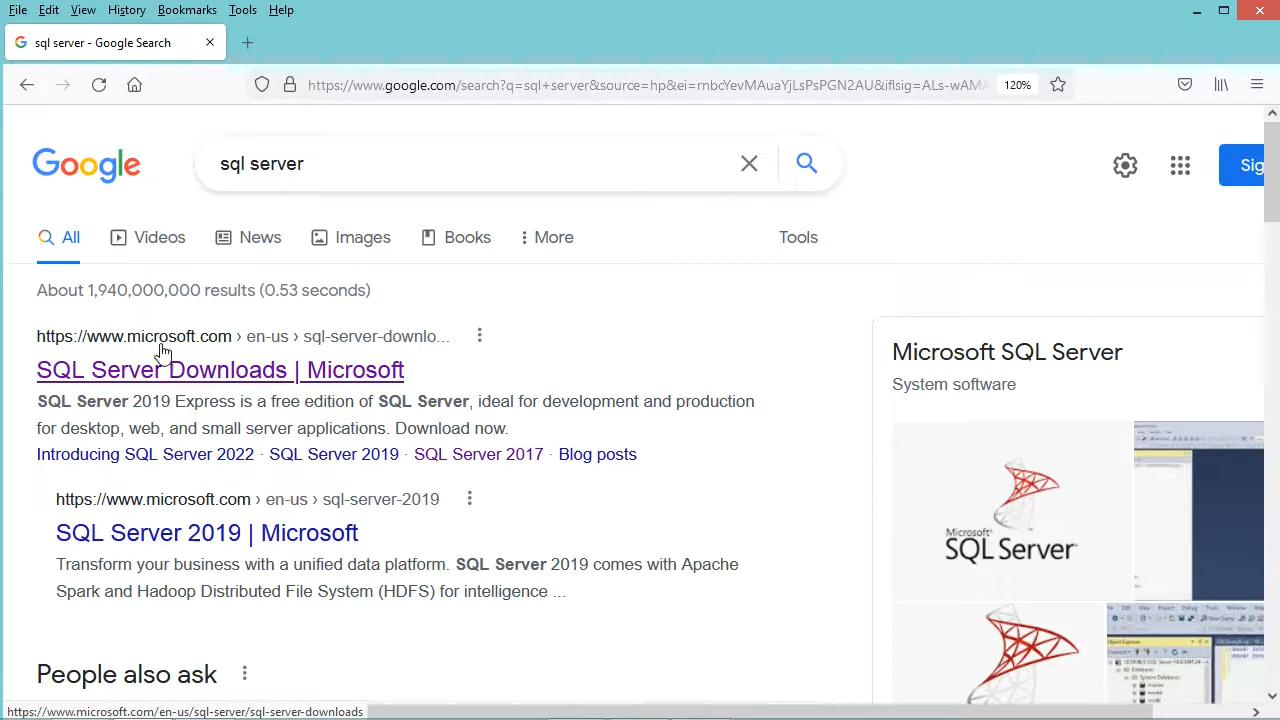 File Edit View History Bookmarks Tools Help
sql server - Google Search
https://www.google.com/search?q=sql+server&source=hp&ei=rnbcYevMAuaYjLsPsPGN2AU&iflsig=ALs-wAMA
120%
Google
sql server
Sig
All Videos News Images Books More Tools
About 1,940,000,000 results (0.53 seconds)
https://www.microsoft.com › en-us › sql-server-downlo...
SQL Server Downloads | Microsoft
SQL Server 2019 Express is a free edition of SQL Server, ideal for development and production
for desktop, web, and small server applications. Download now.
Introducing SQL Server 2022 · SQL Server 2019 · SQL Server 2017 · Blog posts
https://www.microsoft.com › en-us › sql-server-2019
SQL Server 2019 | Microsoft
Transform your business with a unified data platform. SQL Server 2019 comes with Apache
Spark and Hadoop Distributed File System (HDFS) for intelligence ...
People also ask
Microsoft SQL Server
System software
Microsoft®
SQL Server®
https://www.microsoft.com/en-us/sql-server/sql-server-downloads